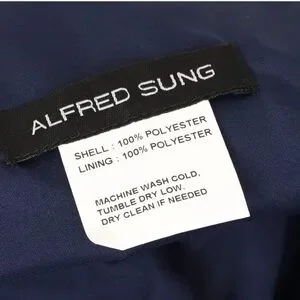 ALFRED SUNG
SHELL : 100% POLYESTER
LINING : 100% POLYESTER
MACHINE WASH COLD,
TUMBLE DRY LOW.
DRY CLEAN IF NEEDED